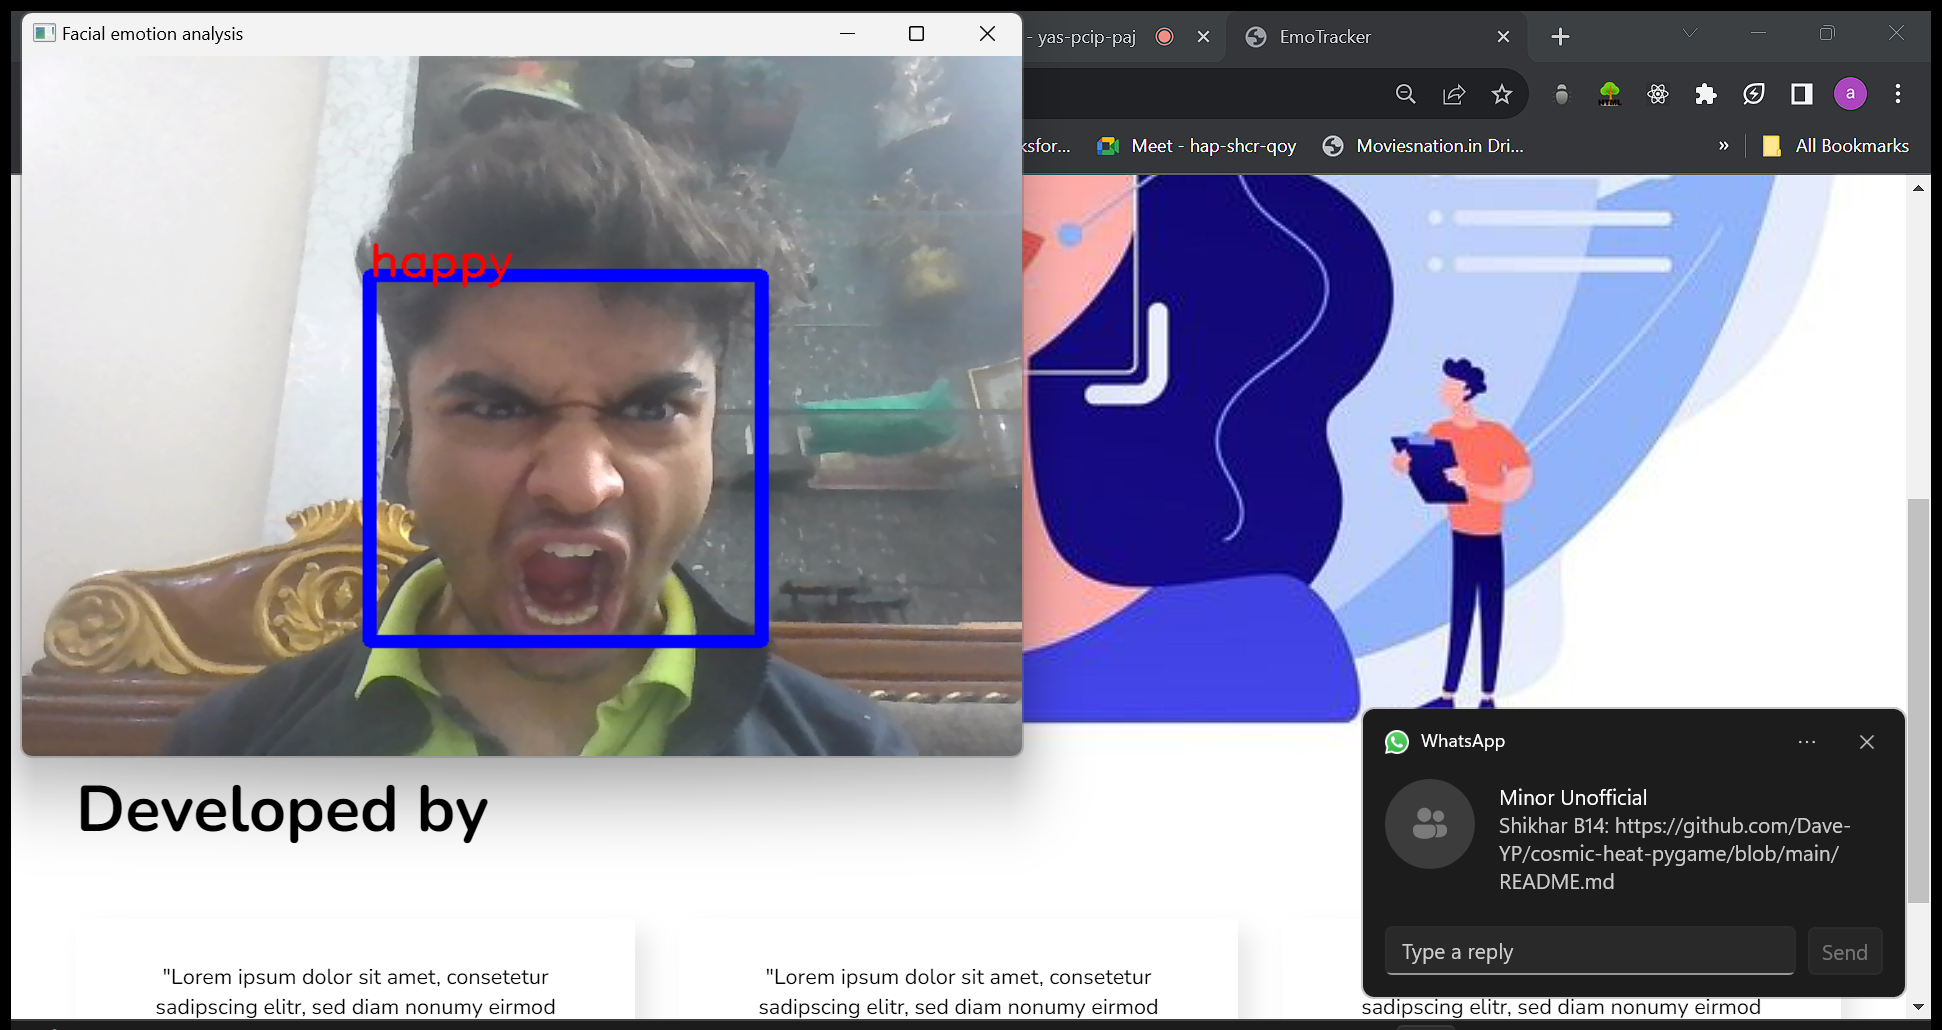 Facial emotion analysis
- yas-pcip-paj
EmoTracker
a
ksfor...
Meet - hap-shcr-qoy
Moviesnation.in Dri...
»
All Bookmarks
happy
WhatsApp
Minor Unofficial
Shikhar B14: https://github.com/Dave-
YP/cosmic-heat-pygame/blob/main/
README.md
Type a reply
Send
Developed by
"Lorem ipsum dolor sit amet, consetetur
sadipscing elitr, sed diam nonumy eirmod
"Lorem ipsum dolor sit amet, consetetur
sadipscing elitr, sed diam nonumy eirmod
sadipscing elitr, sed diam nonumy eirmod